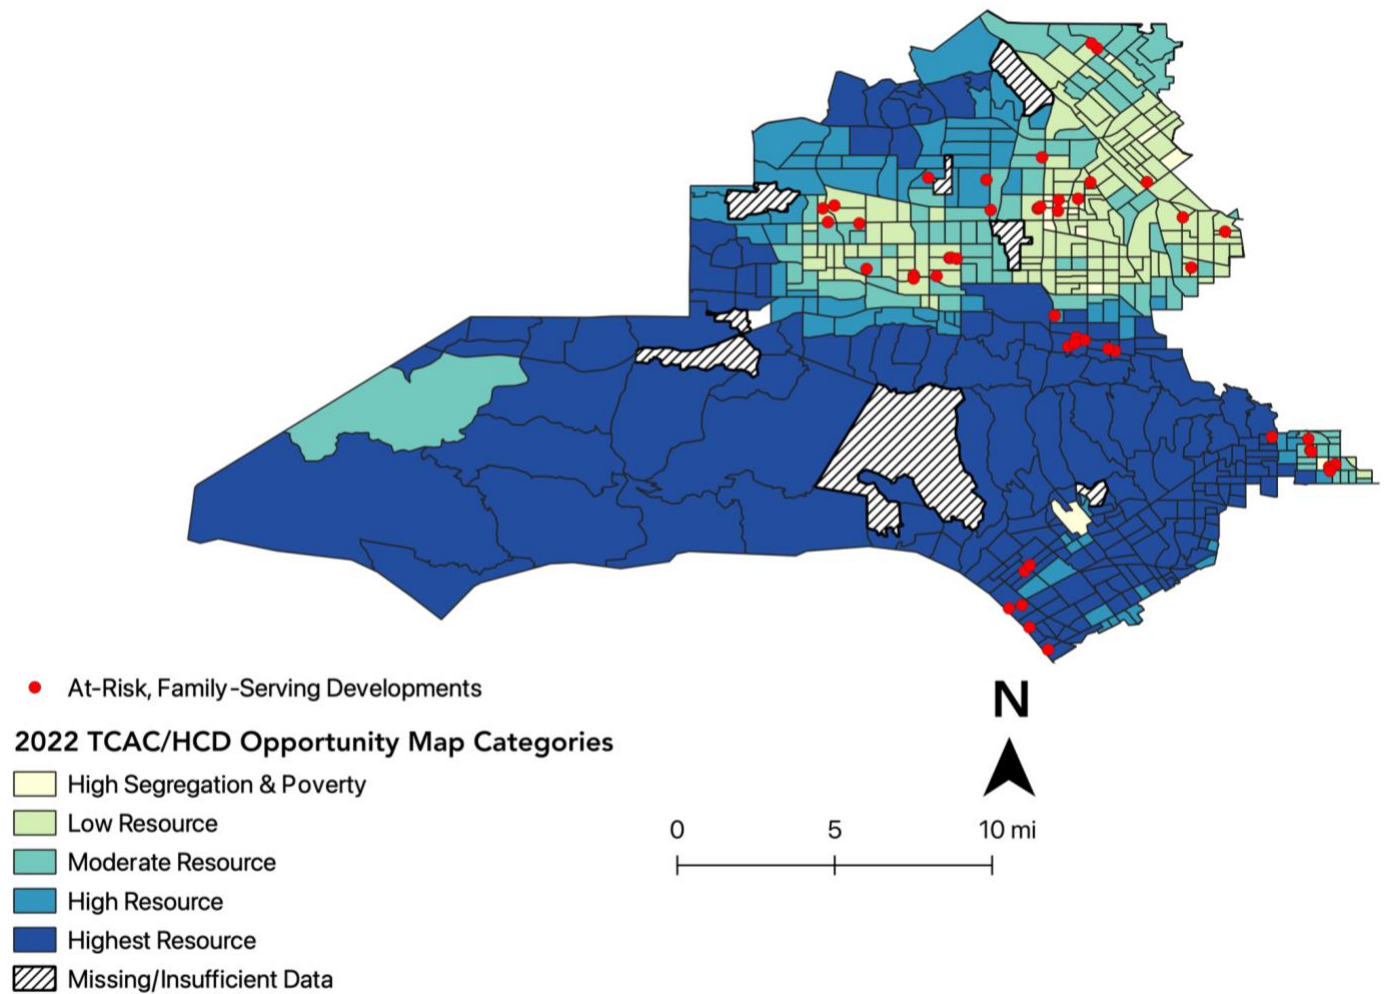 At-Risk, Family-Serving Developments
N
2022 TCAC/HCD Opportunity Map Categories
High Segregation & Poverty
Low Resource
Moderate Resource
High Resource
Highest Resource
Missing/Insufficient Data
0 5 10 mi